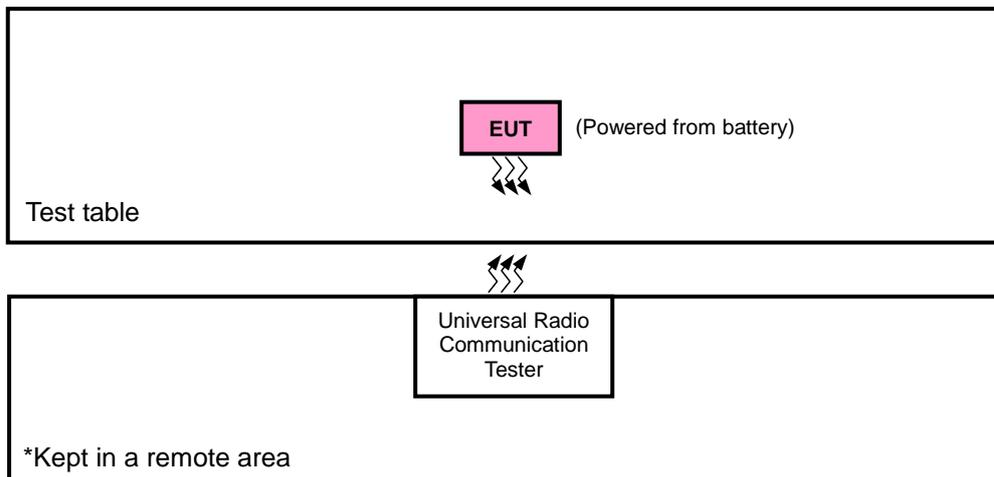 EUT
(Powered from battery)
Test table
Universal Radio
Communication
Tester
*Kept in a remote area